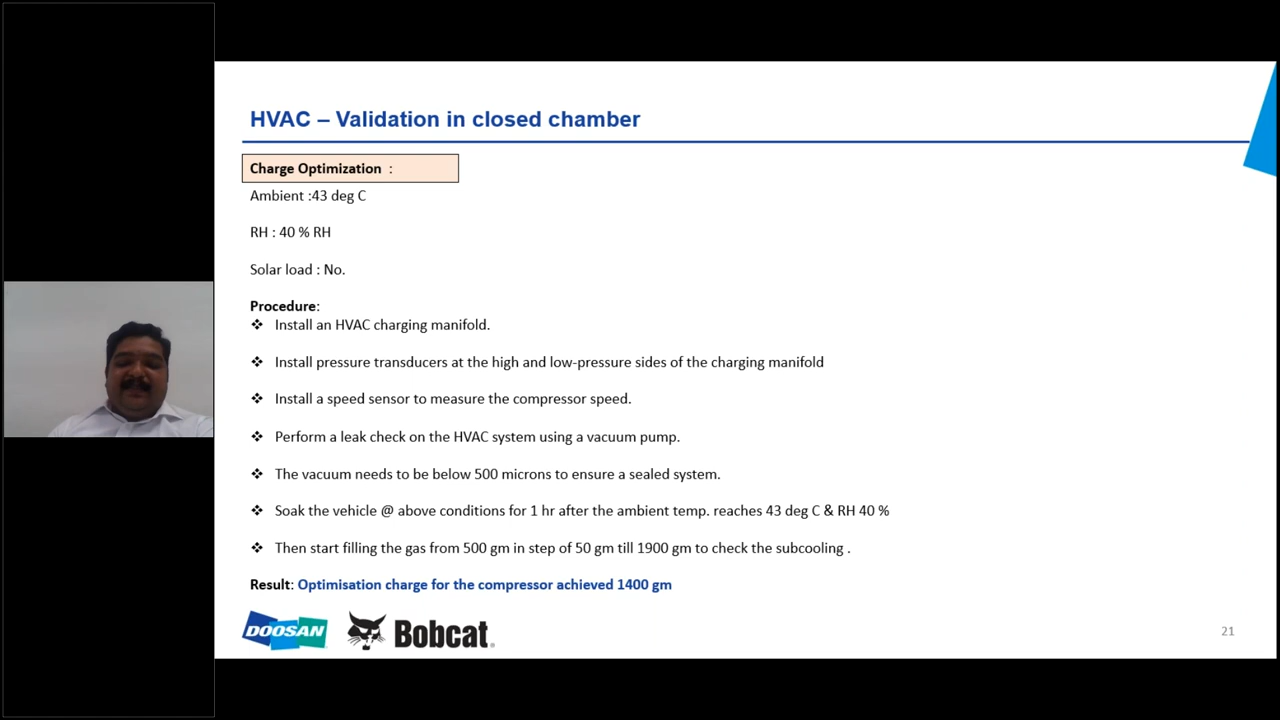 HVAC – Validation in closed chamber
Charge Optimization :
Ambient :43 deg C
RH : 40 % RH
Solar load : No.
Procedure:
❖ Install an HVAC charging manifold.
❖ Install pressure transducers at the high and low-pressure sides of the charging manifold
❖ Install a speed sensor to measure the compressor speed.
❖ Perform a leak check on the HVAC system using a vacuum pump.
❖ The vacuum needs to be below 500 microns to ensure a sealed system.
❖ Soak the vehicle @ above conditions for 1 hr after the ambient temp. reaches 43 deg C & RH 40 %
❖ Then start filling the gas from 500 gm in step of 50 gm till 1900 gm to check the subcooling .
Result: Optimisation charge for the compressor achieved 1400 gm
DOOSAN Bobcat®
21